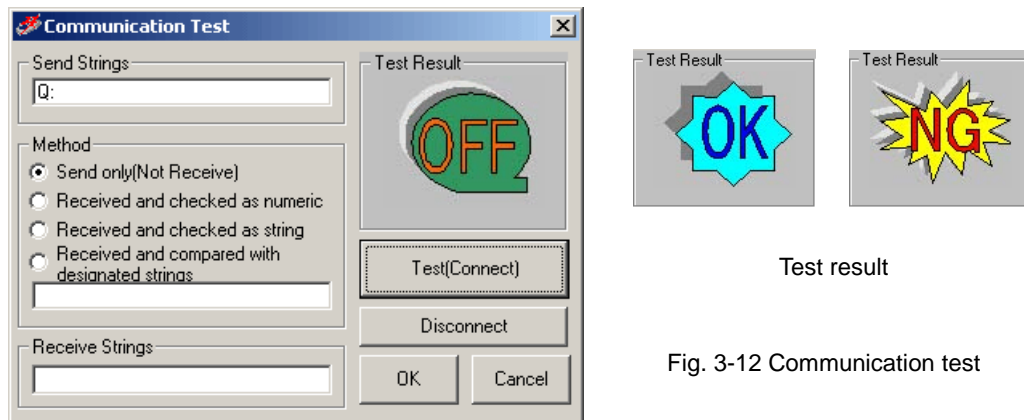 Communication Test
Send Strings
Q:
Method
Send only(Not Receive)
Received and checked as numeric
Received and checked as string
Received and compared with
designated strings
Receive Strings
Test Result
OFF
Test(Connect)
Disconnect
OK
Cancel
Test Result
OK
Test Result
NG
Test result
Fig. 3-12 Communication test